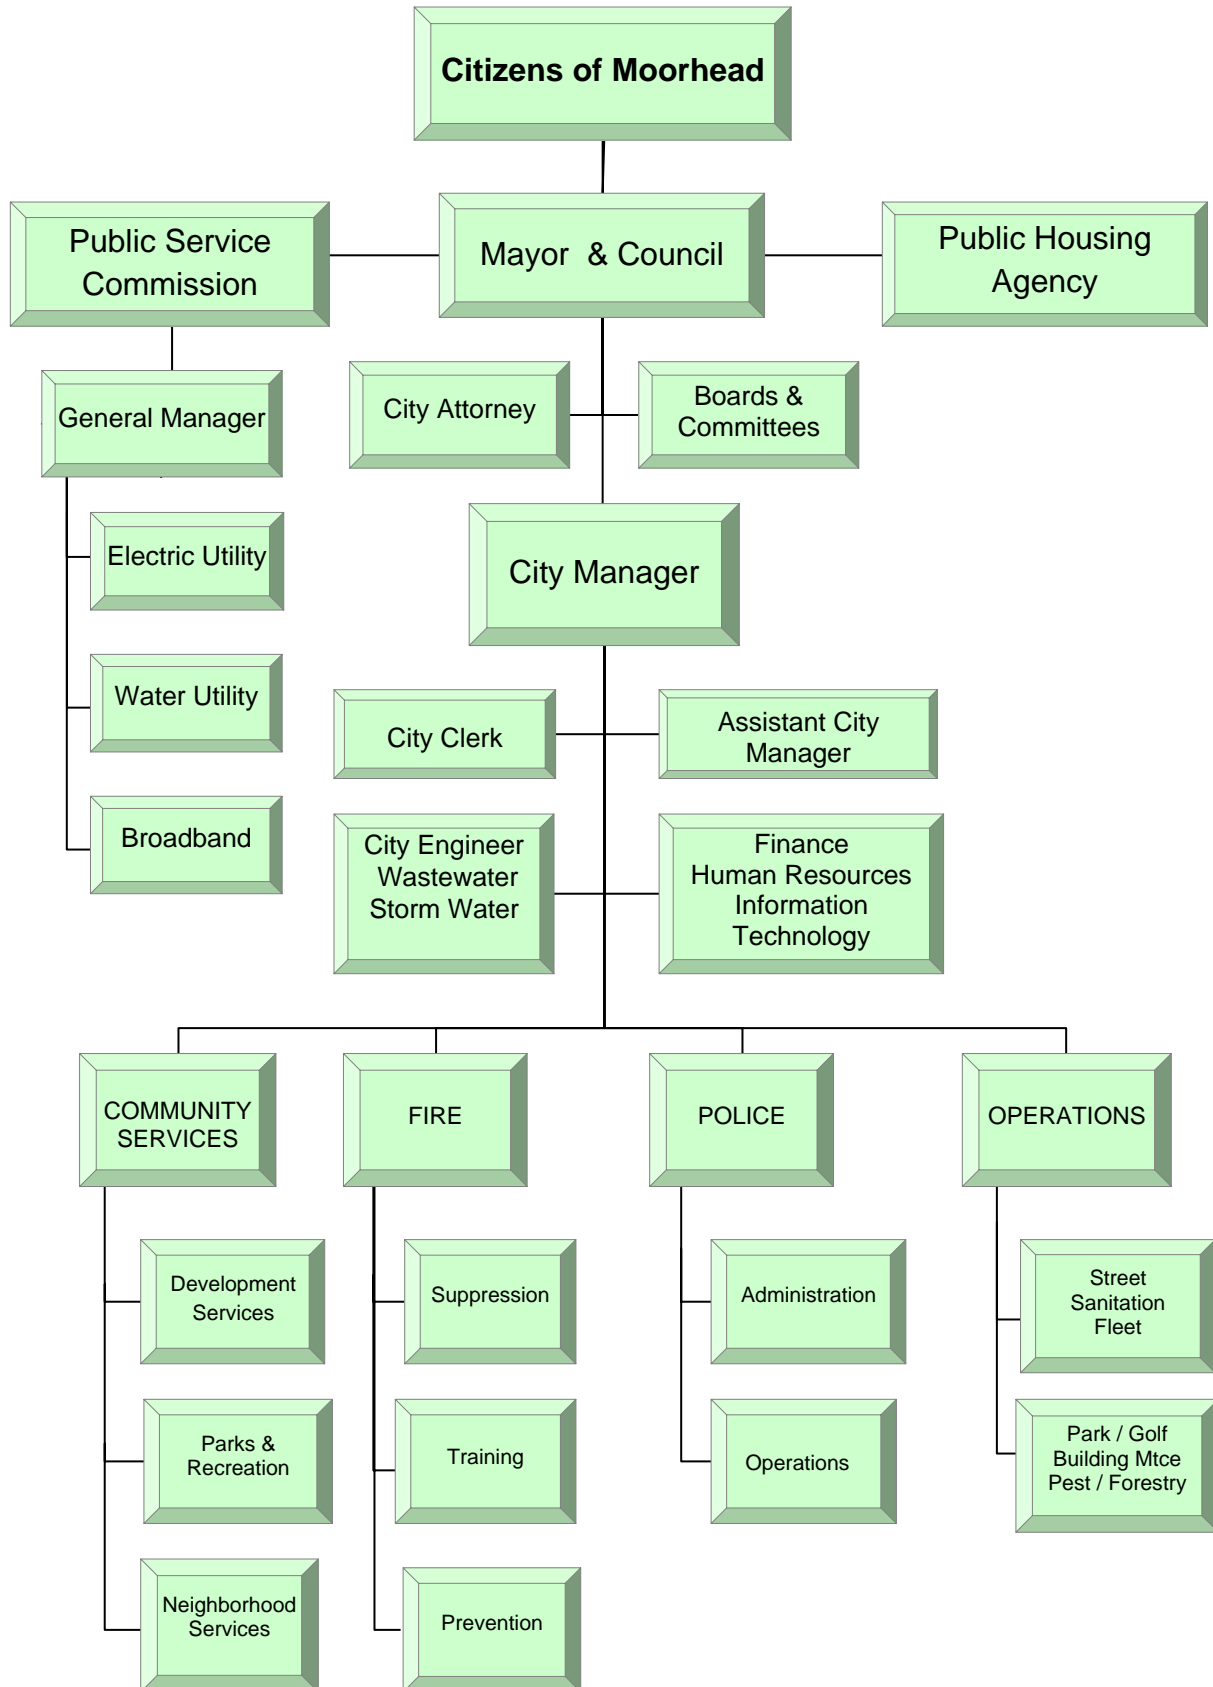 Citizens of Moorhead
Public Service
Commission
Mayor & Council
Public Housing
Agency
General Manager
City Attorney
Boards &
Committees
Electric Utility
City Manager
Water Utility
City Clerk
Assistant City
Manager
Broadband
City Engineer
Wastewater
Storm Water
Finance
Human Resources
Information
Technology
COMMUNITY
SERVICES
FIRE
POLICE
OPERATIONS
Development
Services
Suppression
Administration
Street
Sanitation
Fleet
Parks &
Recreation
Training
Operations
Park / Golf
Building Mtce
Pest / Forestry
Neighborhood
Services
Prevention